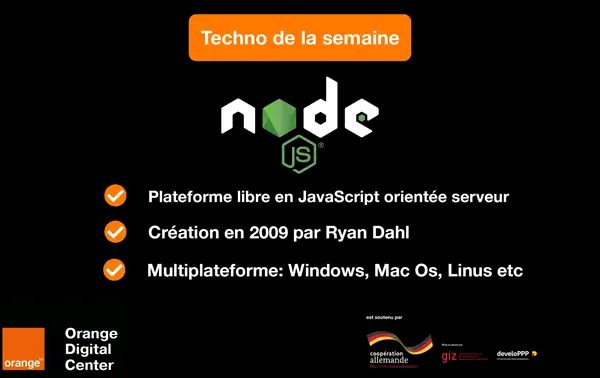 Techno de la semaine
node
JS®
Plateforme libre en JavaScript orientée serveur
Création en 2009 par Ryan Dahl
Multiplateforme: Windows, Mac Os, Linus etc
orange™
Orange
Digital
Center
est soutenu par
coopération
allemande
giz
develoPPP